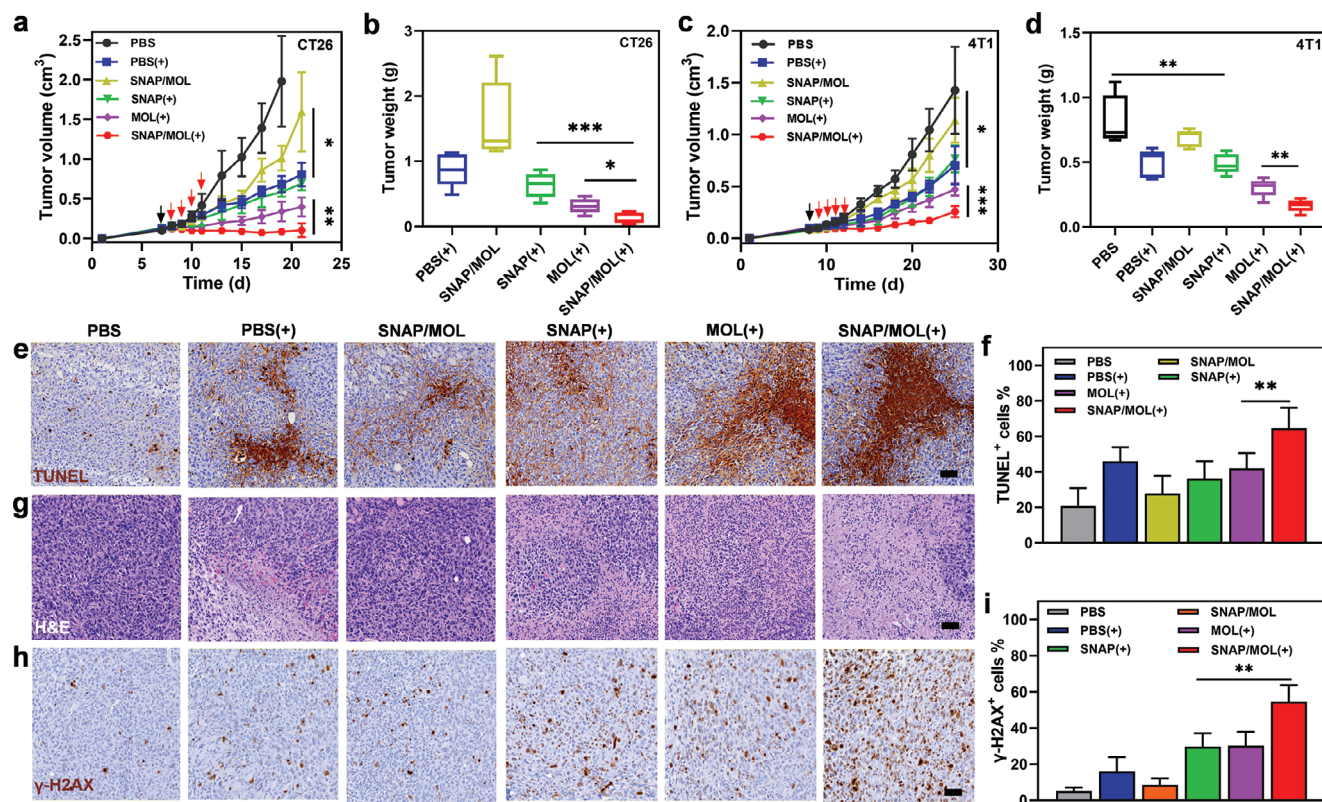 a
CT26
Tumor volume (cm³)
2.5
2.0
1.5
1.0
0.5
0.0
PBS
PBS(+)
SNAP/MOL
SNAP(+)
MOL(+)
SNAP/MOL(+)
*
**
0 5 10 15 20 25
Time (d)
b
CT26
Tumor weight (g)
3
2
1
0
***
*
PBS(+)
SNAP/MOL
SNAP(+)
MOL(+)
SNAP/MOL(+)
c
4T1
Tumor volume (cm³)
2.0
1.5
1.0
0.5
0.0
PBS
PBS(+)
SNAP/MOL
SNAP(+)
MOL(+)
SNAP/MOL(+)
*
***
0 10 20 30
Time (d)
d
4T1
Tumor weight (g)
1.5
1.0
0.5
0.0
**
**
PBS
PBS(+)
SNAP/MOL
SNAP(+)
MOL(+)
SNAP/MOL(+)
PBS PBS(+) SNAP/MOL SNAP(+) MOL(+) SNAP/MOL(+)
e
TUNEL
f
TUNEL⁺ cells %
100
80
60
40
20
0
PBS SNAP/MOL
PBS(+) SNAP(+)
MOL(+)
SNAP/MOL(+)
**
g
H&E
h
γ-H2AX
i
γ-H2AX⁺ cells %
100
80
60
40
20
0
PBS SNAP/MOL
PBS(+) MOL(+)
SNAP(+) SNAP/MOL(+)
**